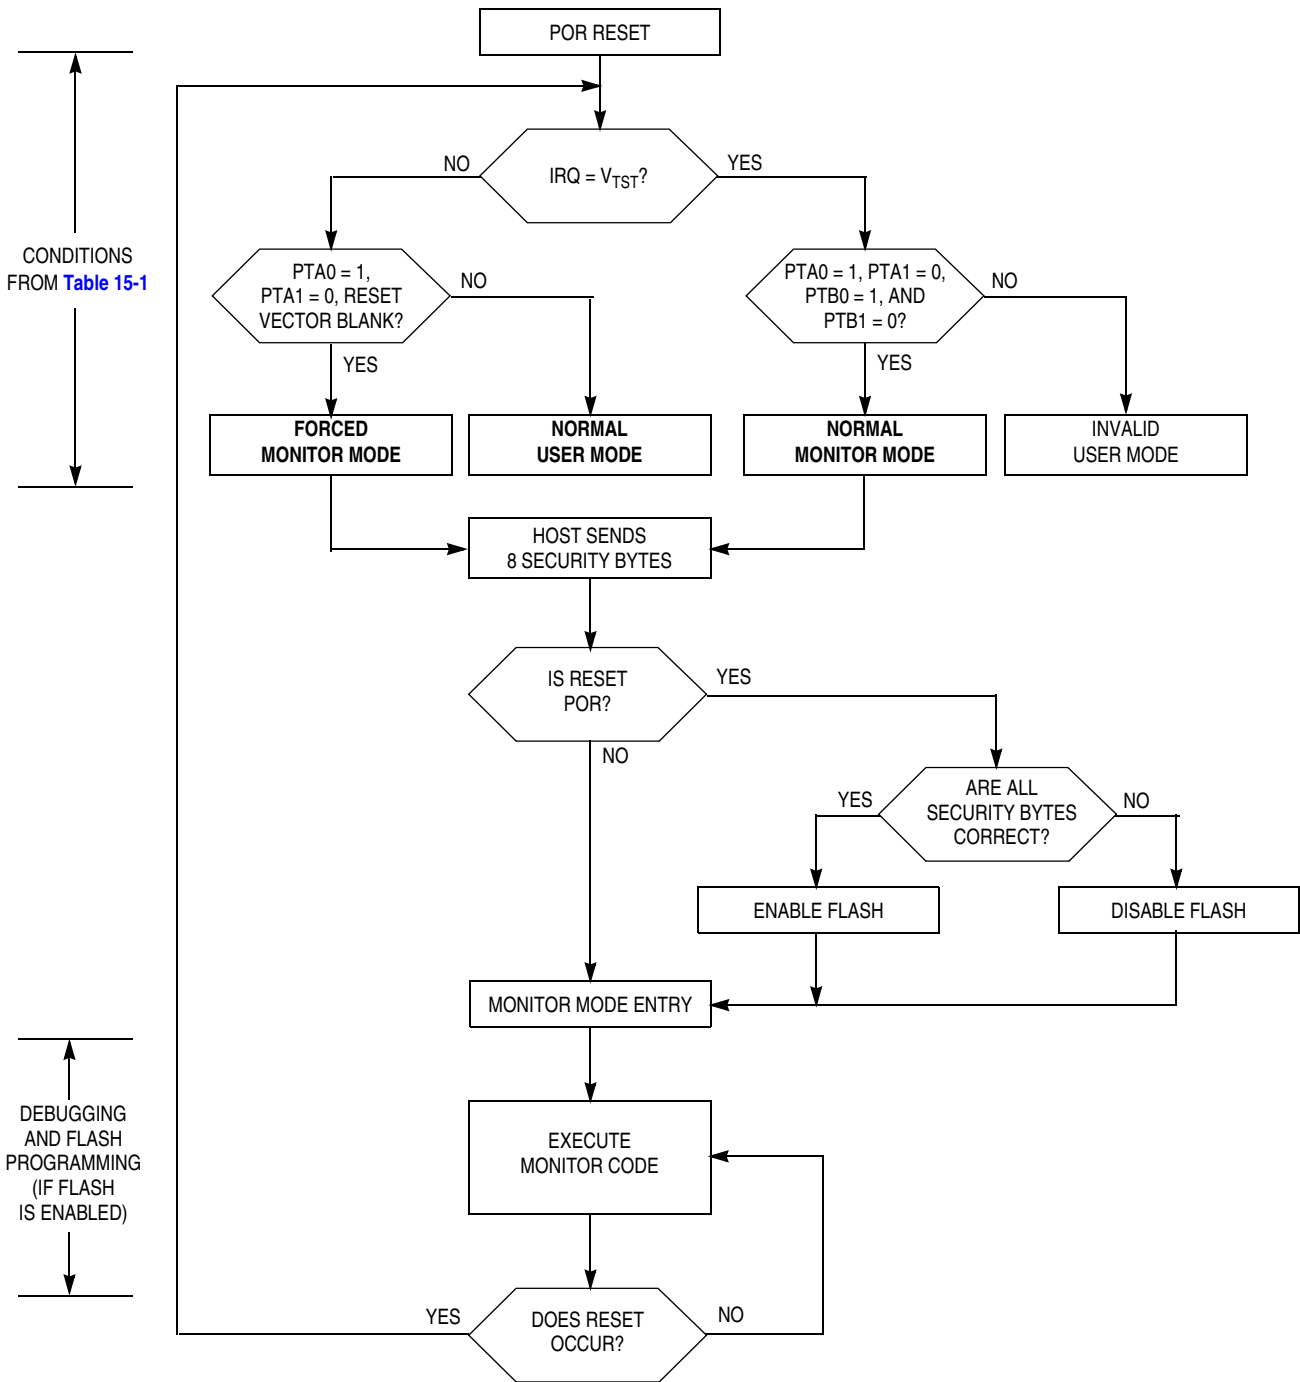 POR RESET
NO
YES
IRQ = VTST?
CONDITIONS
FROM Table 15-1
PTA0 = 1,
PTA1 = 0, RESET
VECTOR BLANK?
NO
YES
PTA0 = 1, PTA1 = 0,
PTB0 = 1, AND
PTB1 = 0?
NO
YES
FORCED
MONITOR MODE
NORMAL
USER MODE
NORMAL
MONITOR MODE
INVALID
USER MODE
HOST SENDS
8 SECURITY BYTES
IS RESET
POR?
YES
NO
ARE ALL
SECURITY BYTES
CORRECT?
YES
NO
ENABLE FLASH
DISABLE FLASH
MONITOR MODE ENTRY
DEBUGGING
AND FLASH
PROGRAMMING
(IF FLASH
IS ENABLED)
EXECUTE
MONITOR CODE
YES
DOES RESET
OCCUR?
NO